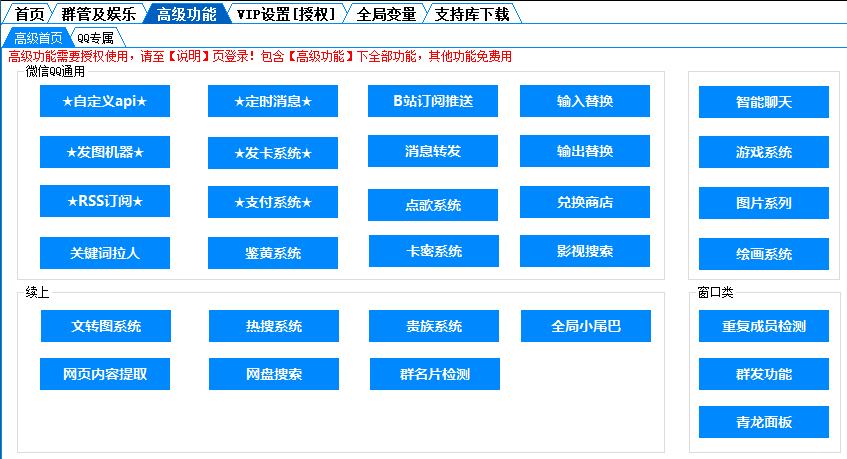 首页 群管及娱乐 高级功能 VIP设置[授权] 全局变量 支持库下载
高级首页 QQ专属
高级功能需要授权使用，请至【说明】页登录！包含【高级功能】下全部功能，其他功能免费用
微信QQ通用
★自定义api★ ★定时消息★ B站订阅推送 输入替换 智能聊天
★发图机器★ ★发卡系统★ 消息转发 输出替换 游戏系统
★RSS订阅★ ★支付系统★ 点歌系统 兑换商店 图片系列
关键词拉人 鉴黄系统 卡密系统 影视搜索 绘画系统
续上 窗口类
文转图系统 热搜系统 贵族系统 全局小尾巴 重复成员检测
网页内容提取 网盘搜索 群名片检测 群发功能
青龙面板